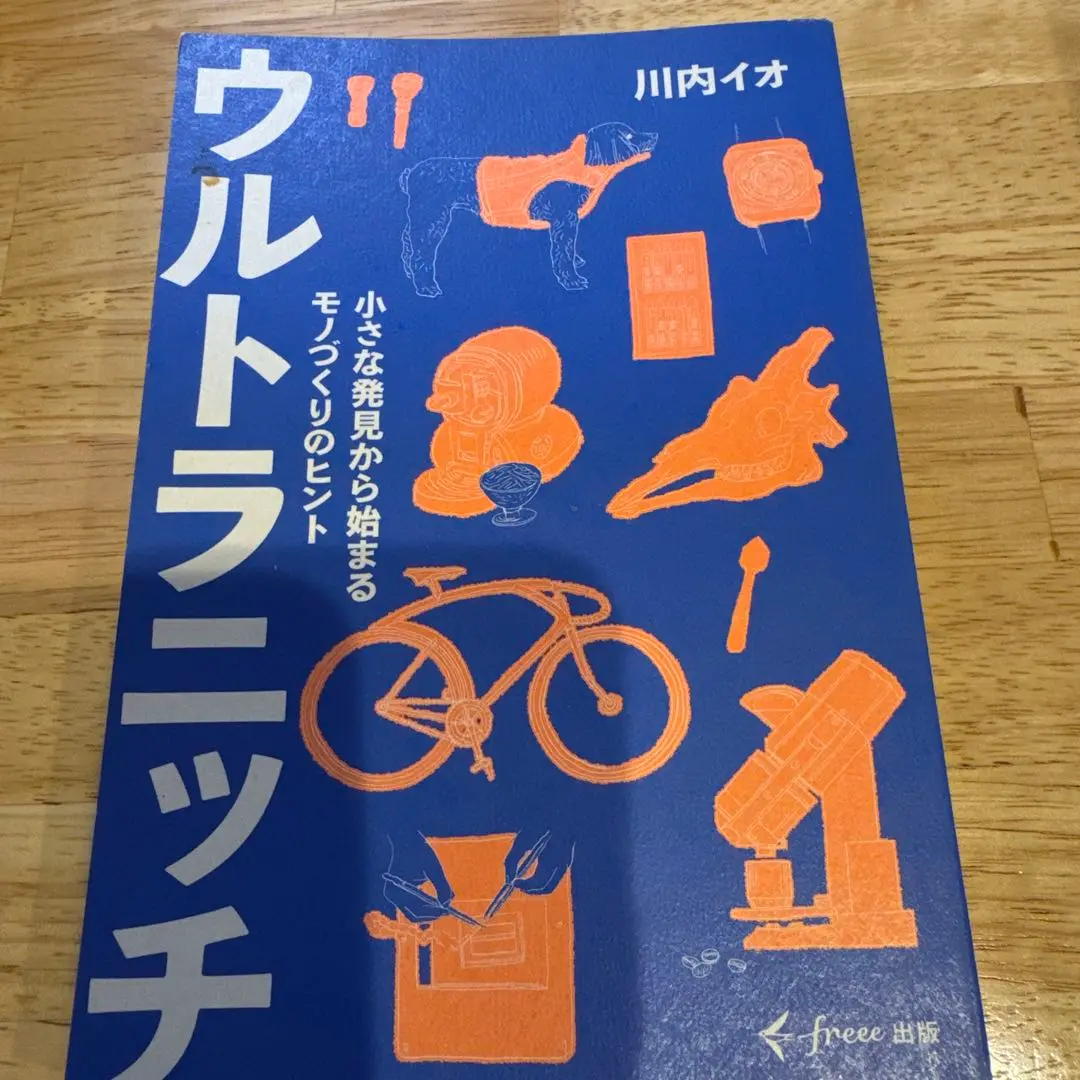 ウルトラニッチ
小さな発見から始まる
モノづくりのヒント
川内イオ
freee 出版